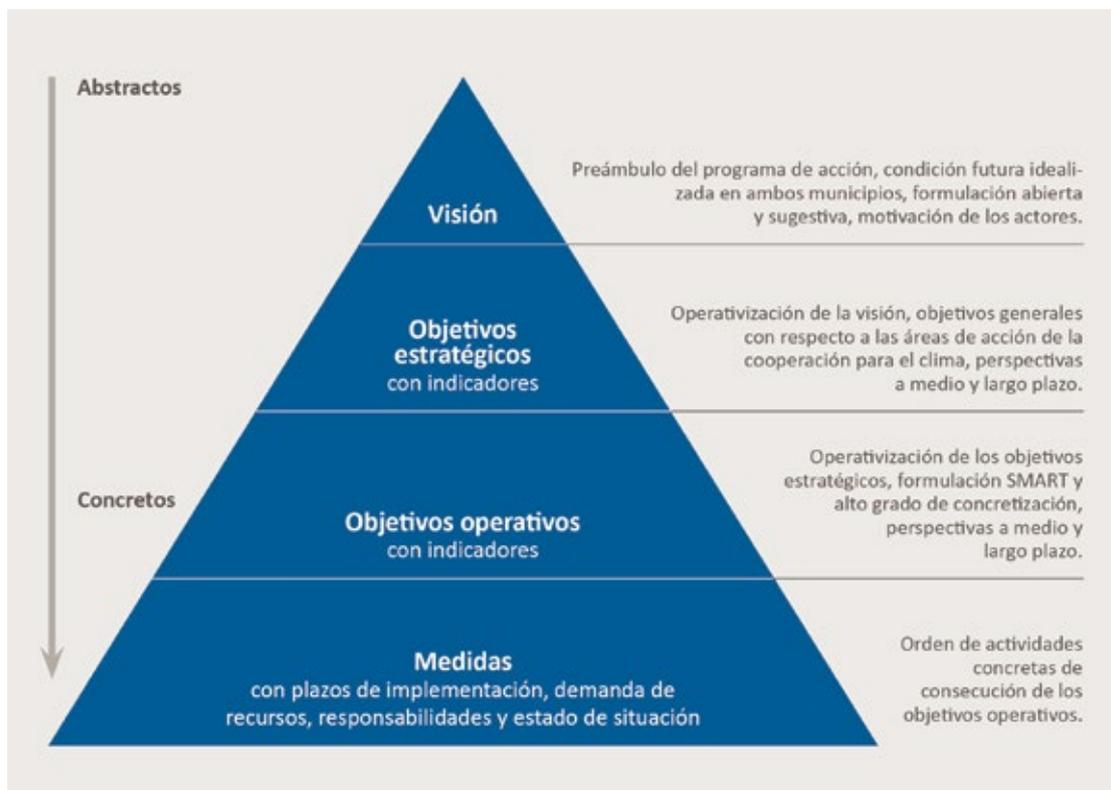 Abstractos
Preámbulo del programa de acción, condición futura ideali-
zada en ambos municipios, formulación abierta
y sugestiva, motivación de los actores.
Visión
Operativización de la visión, objetivos generales
con respecto a las áreas de acción de la
cooperación para el clima, perspectivas
a medio y largo plazo.
Objetivos
estratégicos
con indicadores
Operativización de los objetivos
estratégicos, formulación SMART y
alto grado de concretización,
perspectivas a medio y
largo plazo.
Concretos
Objetivos operativos
con indicadores
Orden de actividades
concretas de
consecución de los
objetivos operativos.
Medidas
con plazos de implementación, demanda de
recursos, responsabilidades y estado de situación